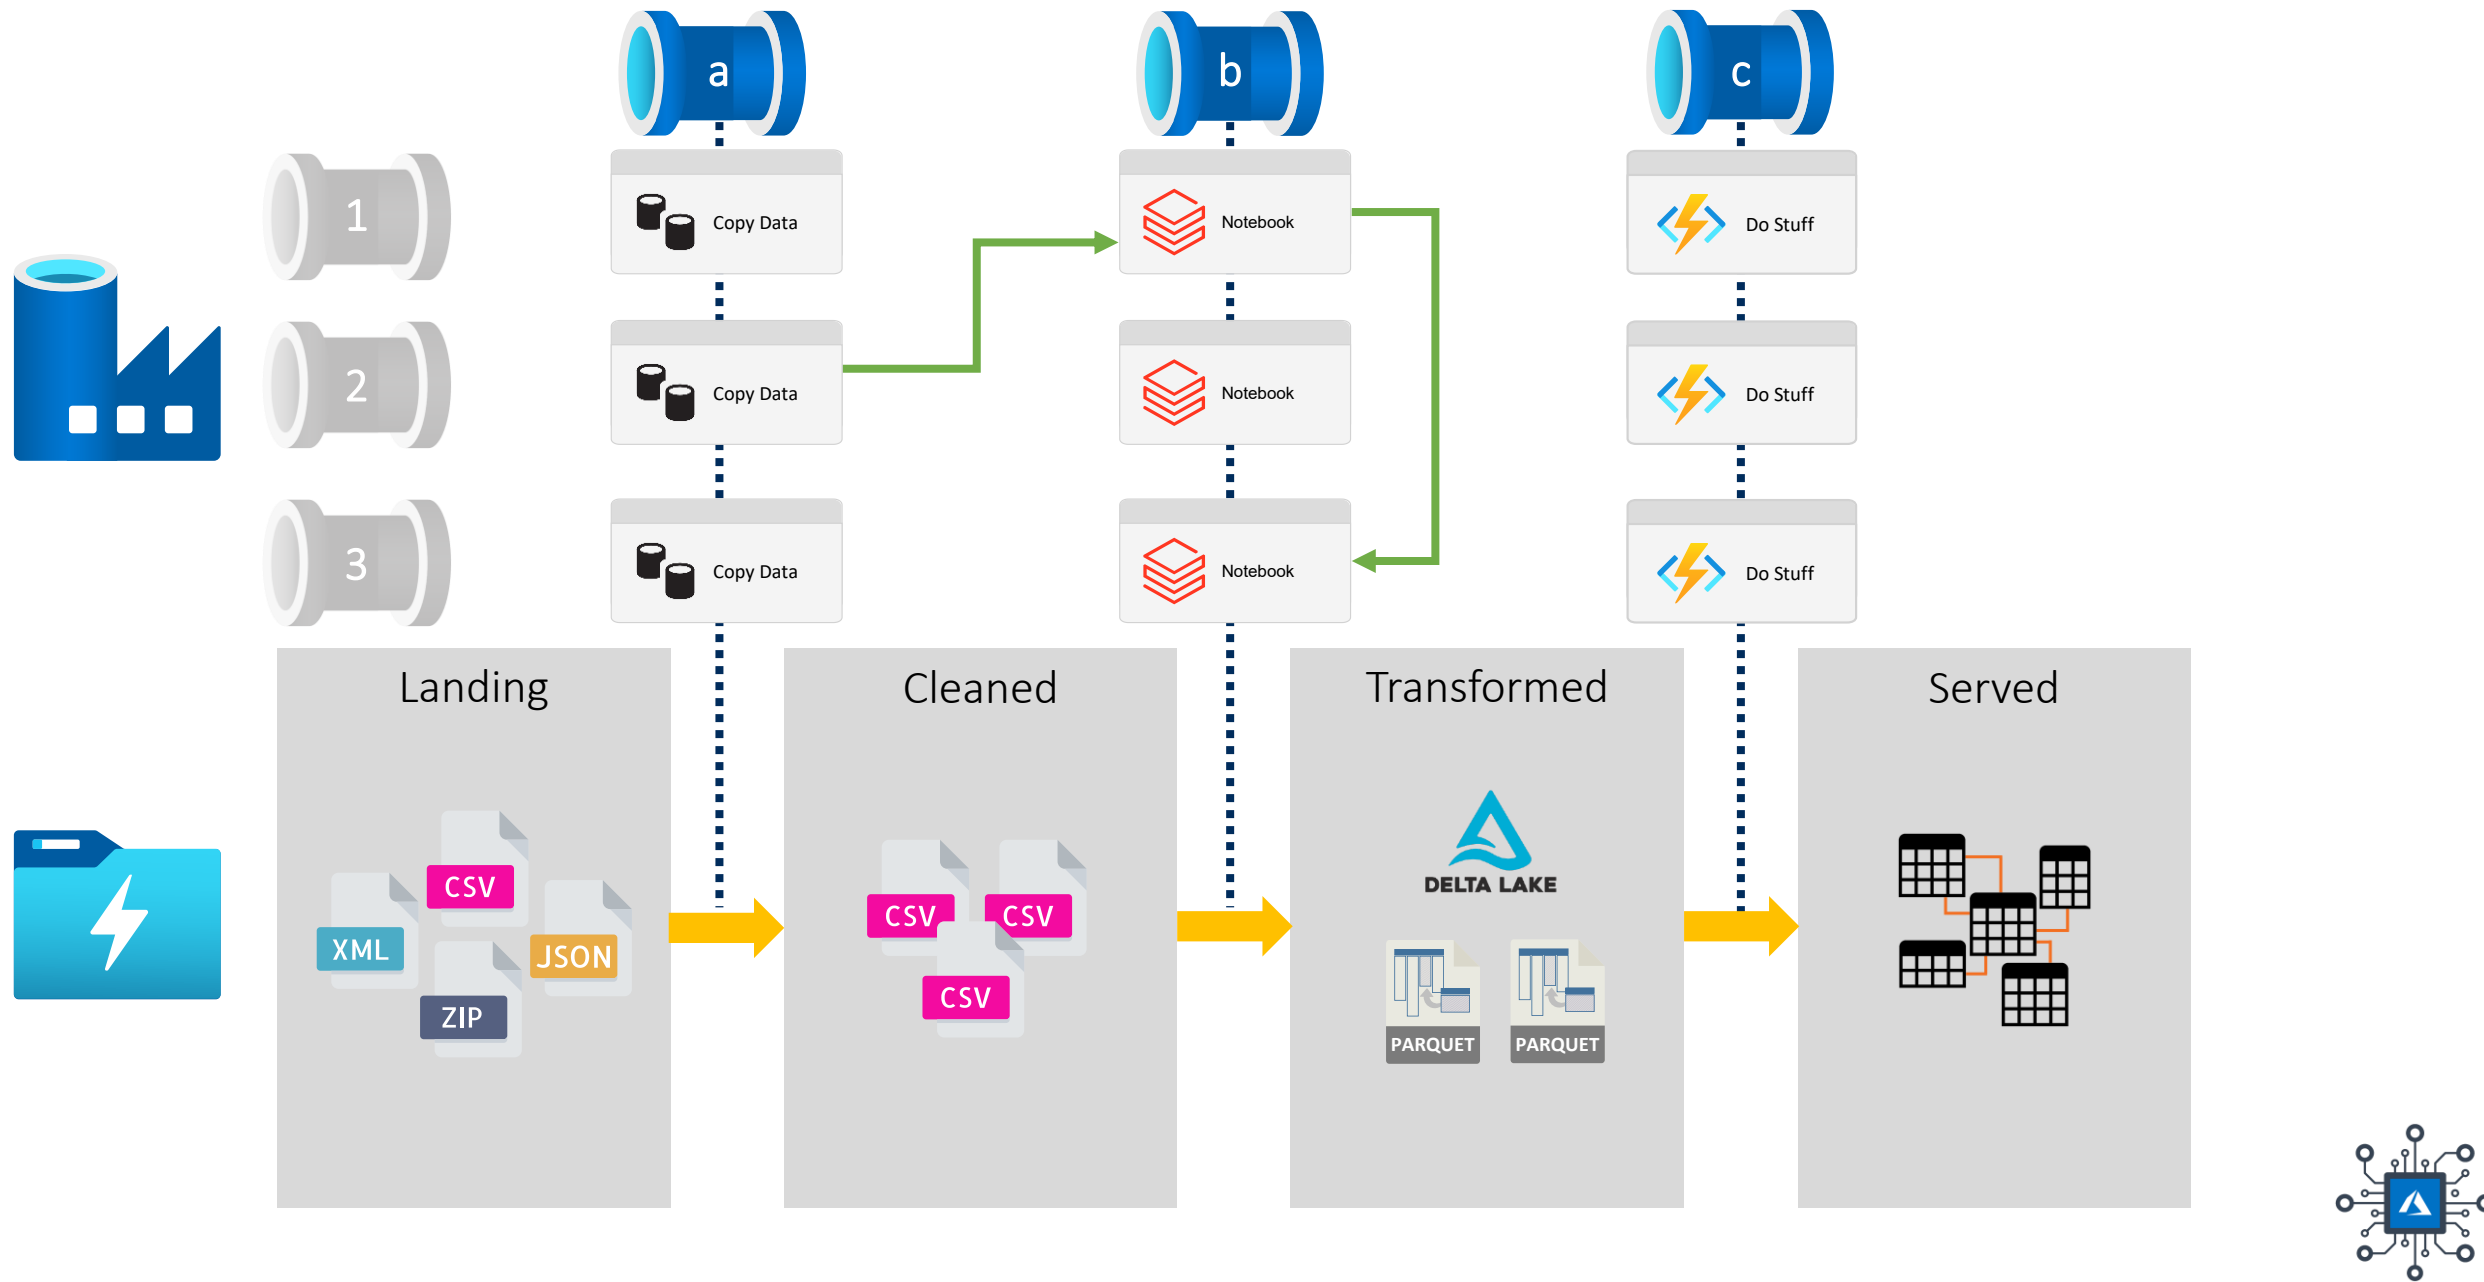 a
b
c
1
Copy Data
Notebook
Do Stuff
2
Copy Data
Notebook
Do Stuff
3
Copy Data
Notebook
Do Stuff
Landing
Cleaned
Transformed
Served
CSV
XML
JSON
ZIP
CSV
CSV
CSV
DELTA LAKE
PARQUET
PARQUET